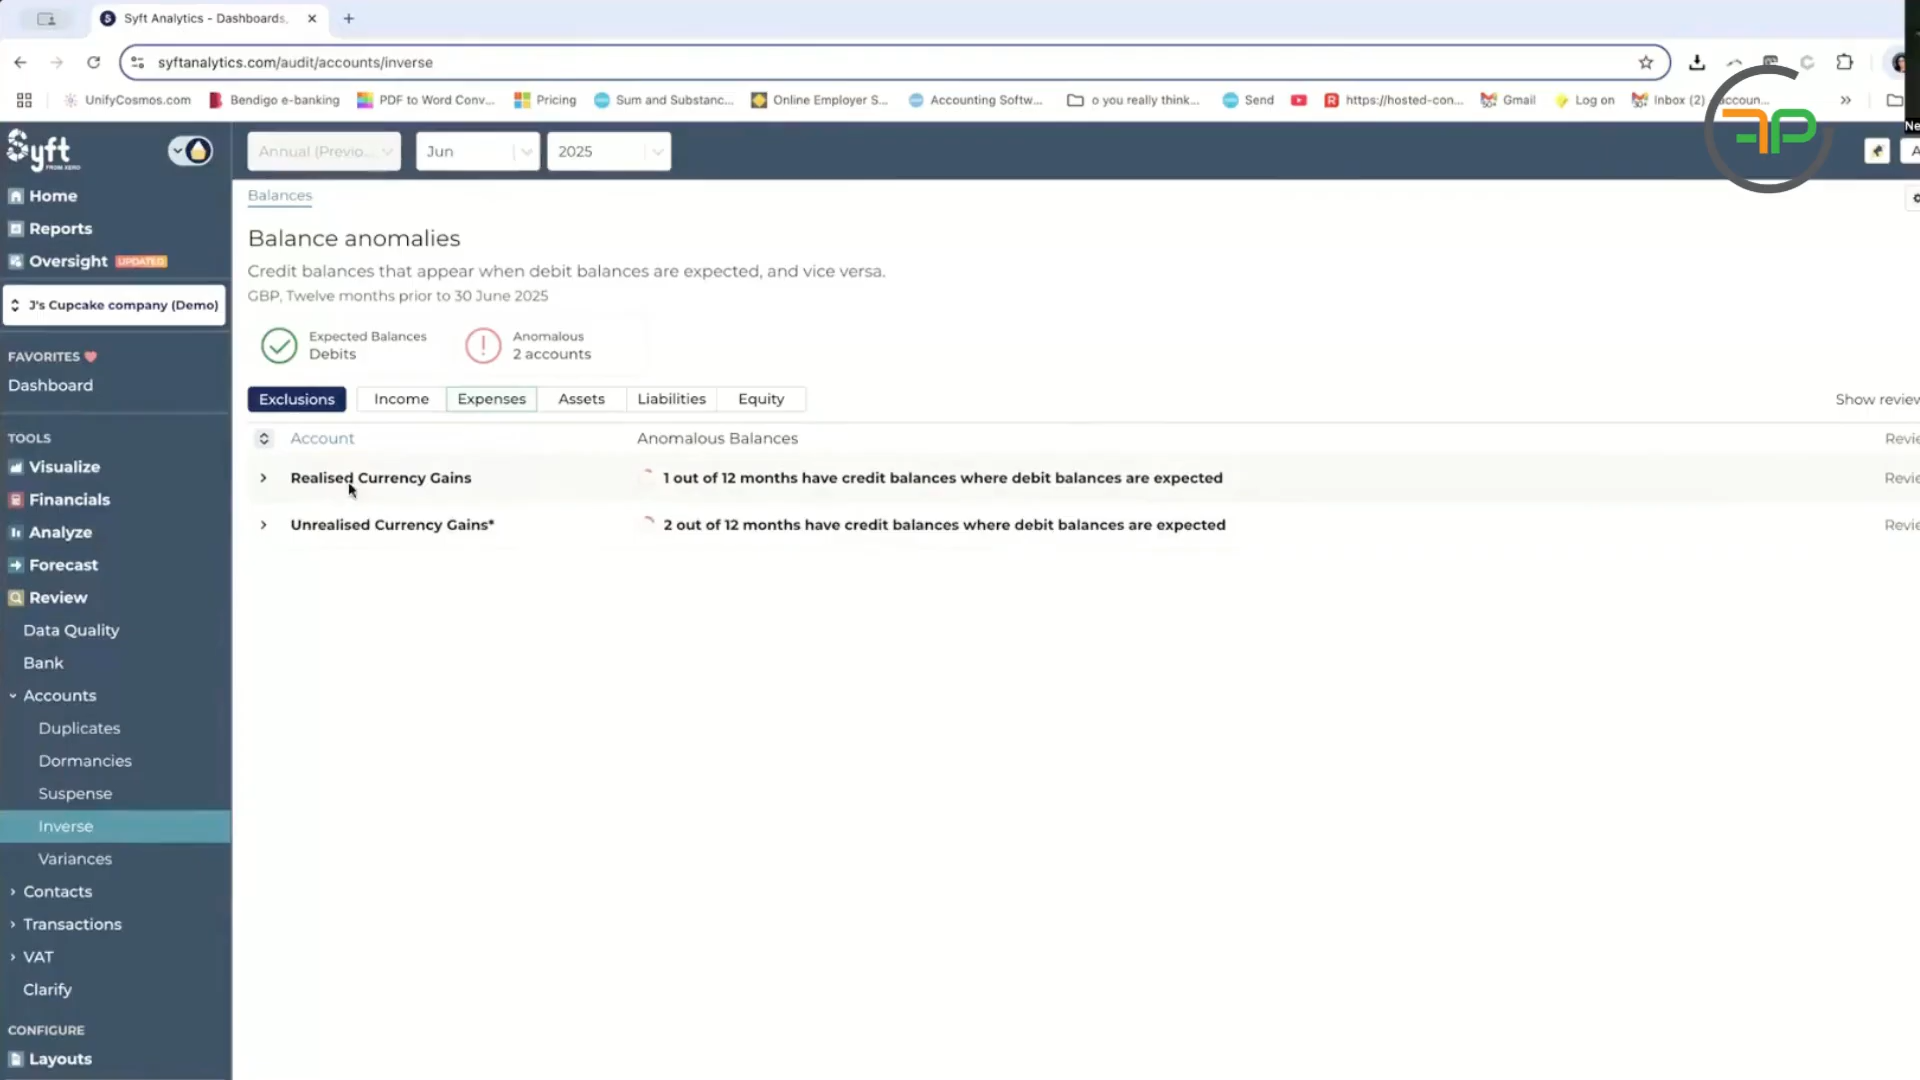 Syft Analytics - Dashboards,
syftanalytics.com/audit/accounts/inverse
UnifyCosmos.com
Bendigo e-banking
PDF to Word Conv...
Pricing
Sum and Substanc...
Online Employer S...
Accounting Softw...
o you really think...
Send
https://hosted-con...
Gmail
Log on
Inbox (2)
Ne
Syft
FROM XERO
Annual (Previo...
Jun
2025
Home
Reports
Oversight UPDATED
J's Cupcake company (Demo)
FAVORITES
Dashboard
TOOLS
Visualize
Financials
Analyze
Forecast
Review
Data Quality
Bank
Accounts
Duplicates
Dormancies
Suspense
Inverse
Variances
Contacts
Transactions
VAT
Clarify
CONFIGURE
Layouts
Balances
Balance anomalies
Credit balances that appear when debit balances are expected, and vice versa.
GBP, Twelve months prior to 30 June 2025
Expected Balances
Debits
Anomalous
2 accounts
Exclusions
Income
Expenses
Assets
Liabilities
Equity
Show review
Account
Anomalous Balances
Revie
Realised Currency Gains
1 out of 12 months have credit balances where debit balances are expected
Revie
Unrealised Currency Gains*
2 out of 12 months have credit balances where debit balances are expected
Revie